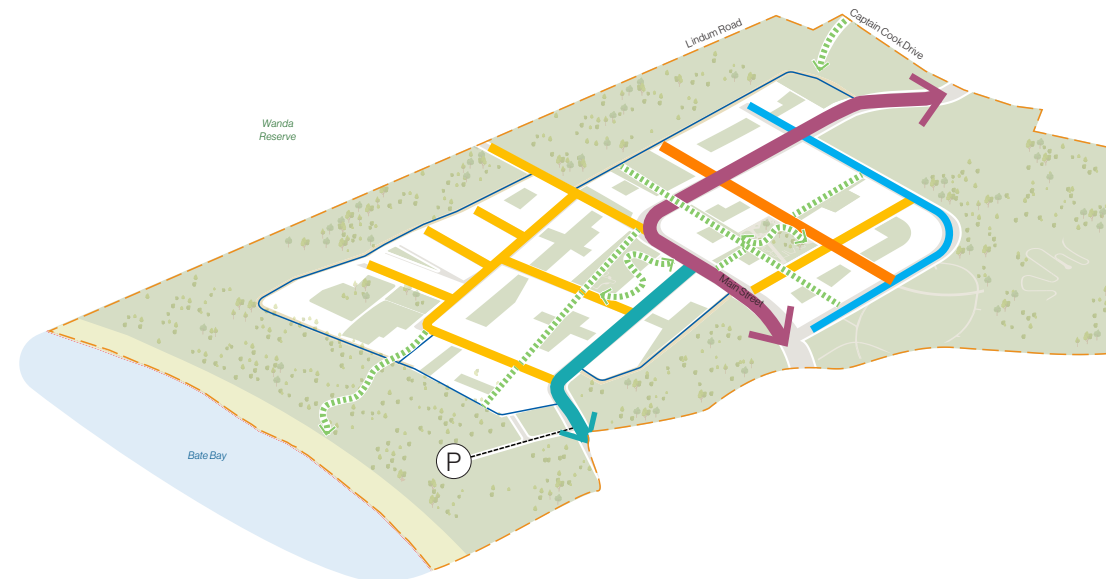 Captain Cook Drive
Lindum Road
Wanda
Reserve
Main Street
Bate Bay
P